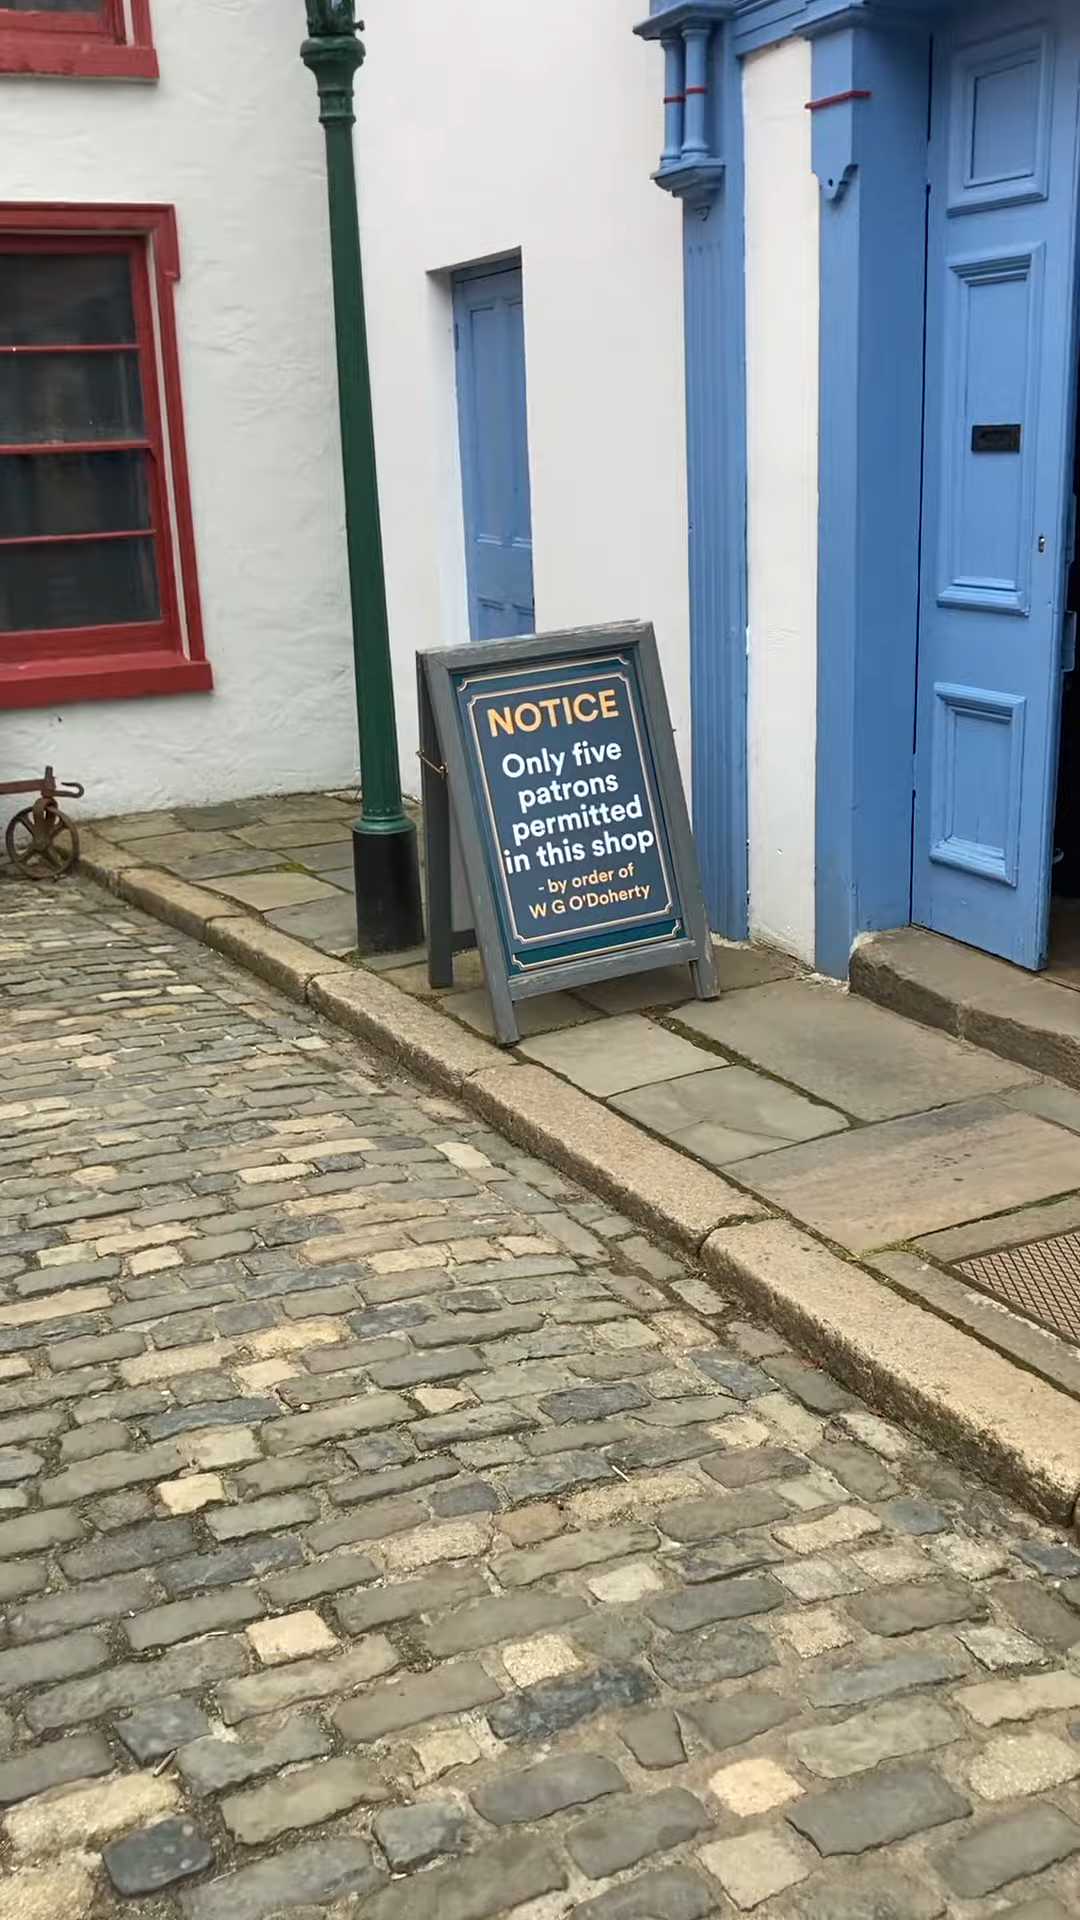 NOTICE
Only five
patrons
permitted
in this shop
- by order of
W G O'Doherty